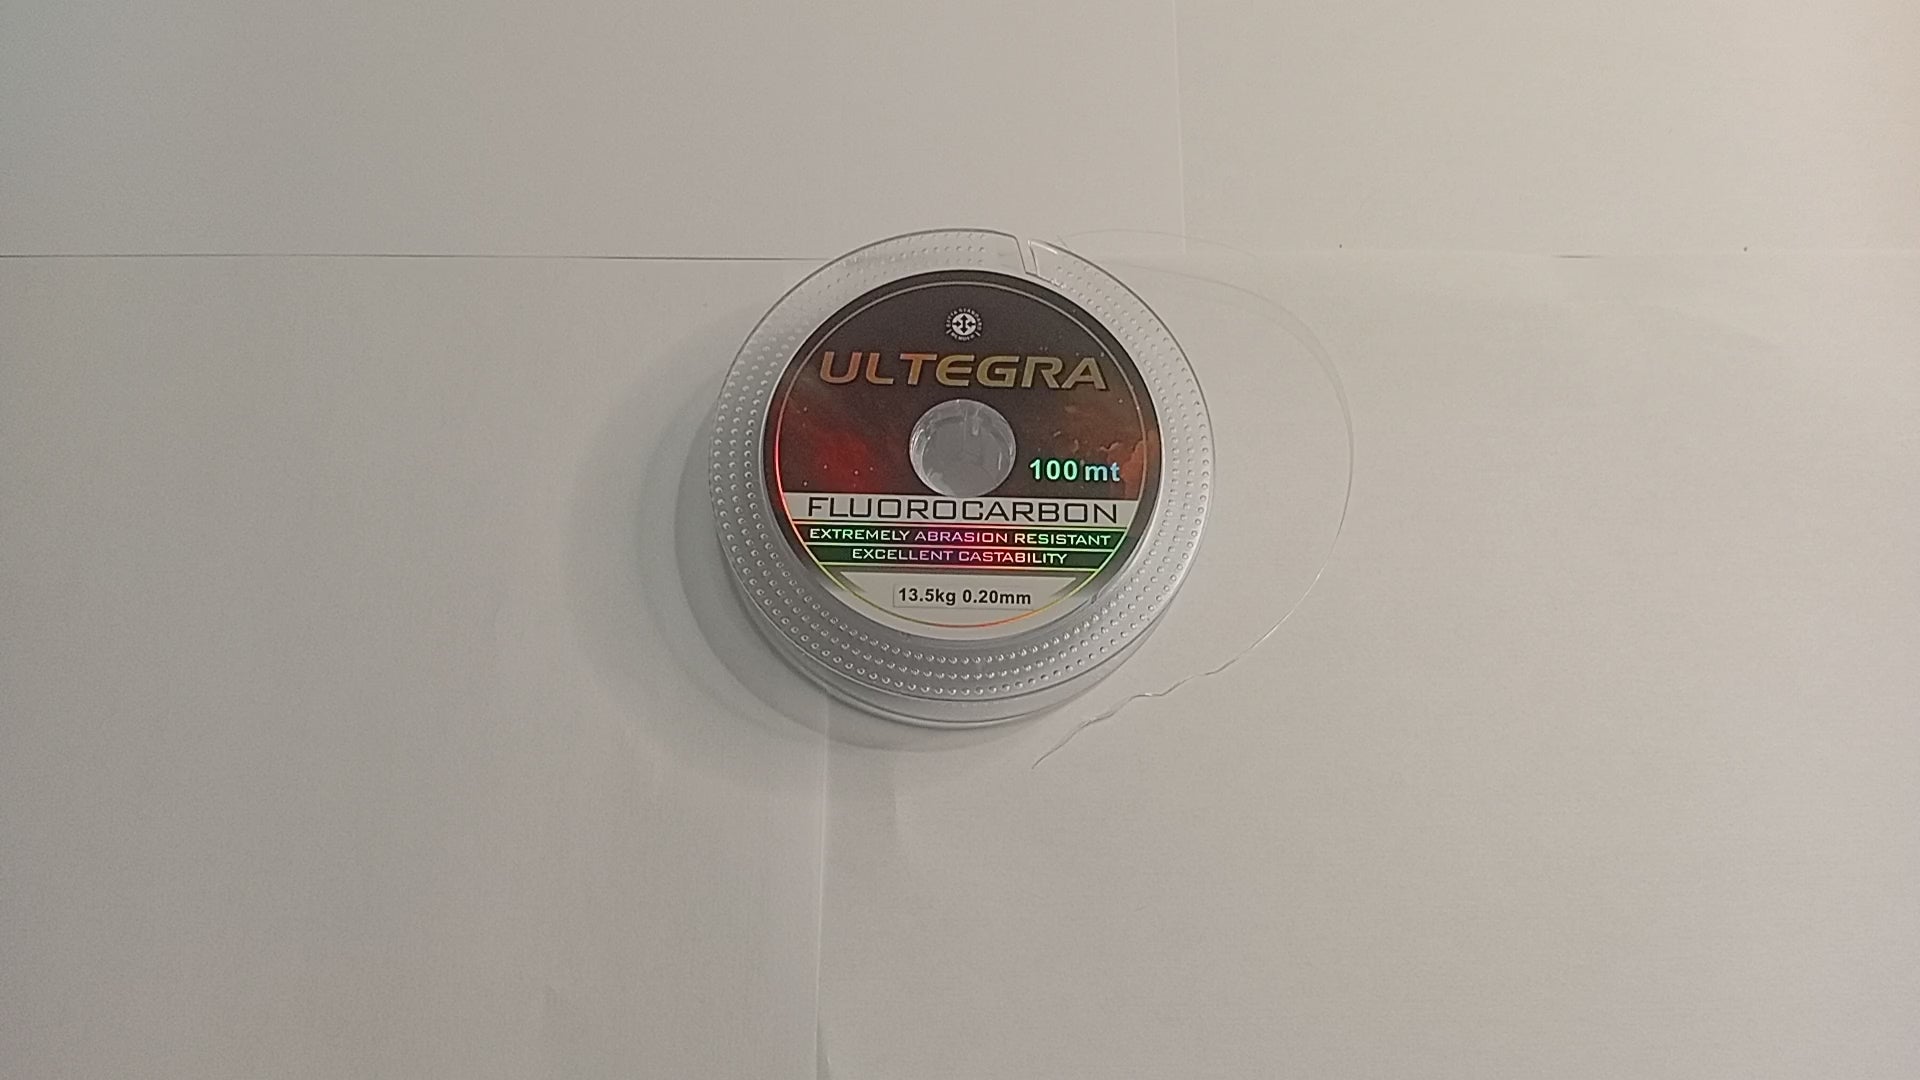 ULTEGRA
100 mt
FLUOROCARBON
EXTREMELY ABRASION RESISTANT
EXCELLENT CASTABILITY
13.5kg 0.20mm